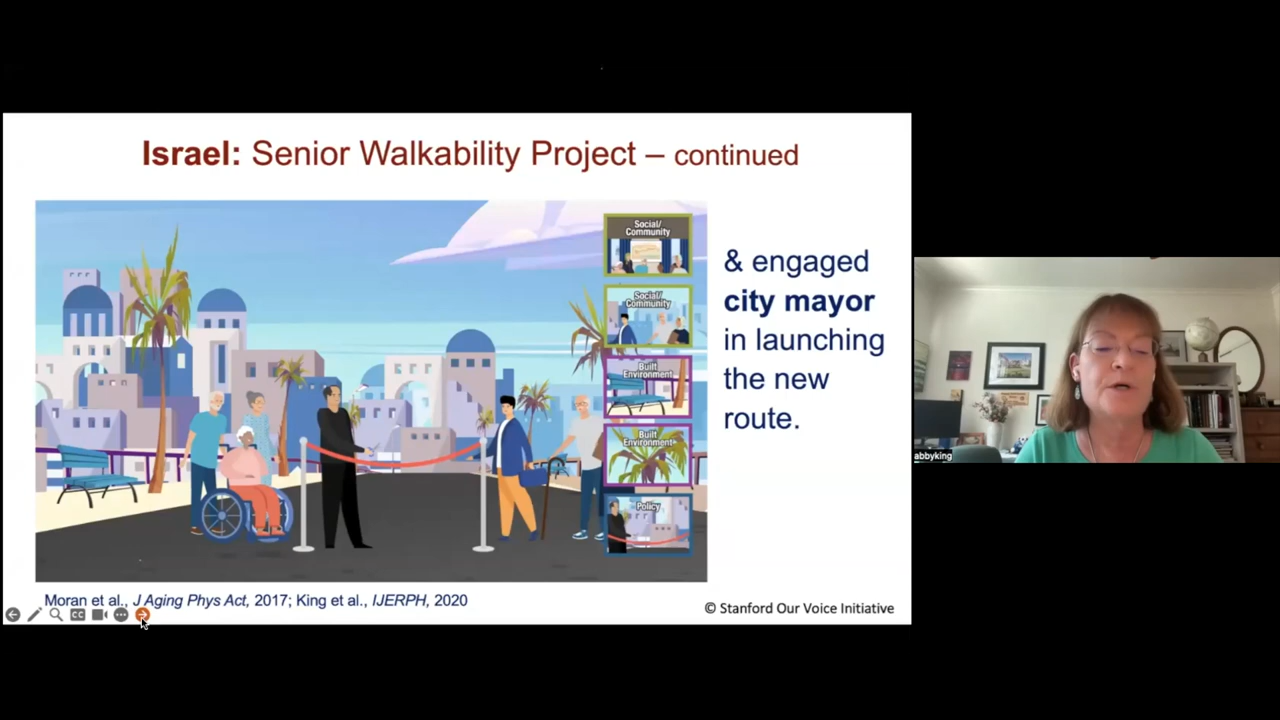 Israel: Senior Walkability Project – continued
Social/
Community
Social/
Community
Built
Environment
Built
Environment
Policy
& engaged
city mayor
in launching
the new
route.
Moran et al., J Aging Phys Act, 2017; King et al., IJERPH, 2020
© Stanford Our Voice Initiative
CC
abbyking